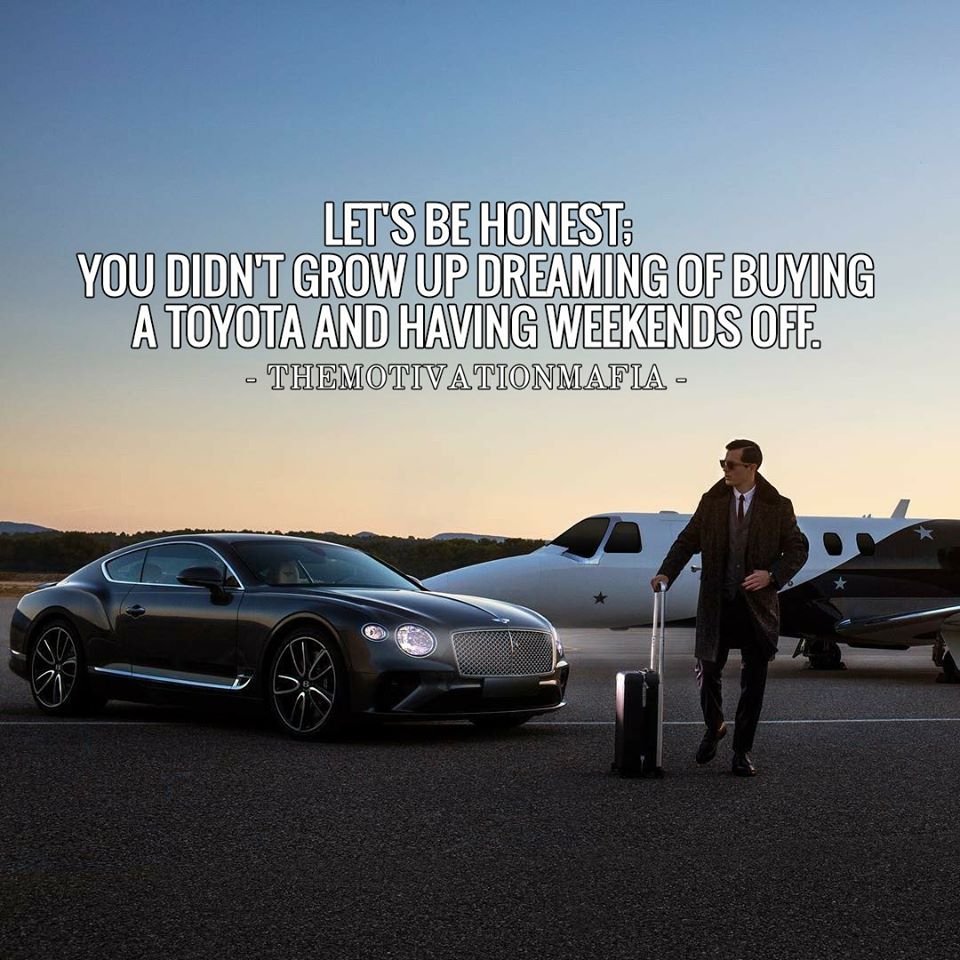 LET'S BE HONEST;
YOU DIDN'T GROW UP DREAMING OF BUYING
A TOYOTA AND HAVING WEEKENDS OFF.
- THEMOTIVATIONMAFIA -